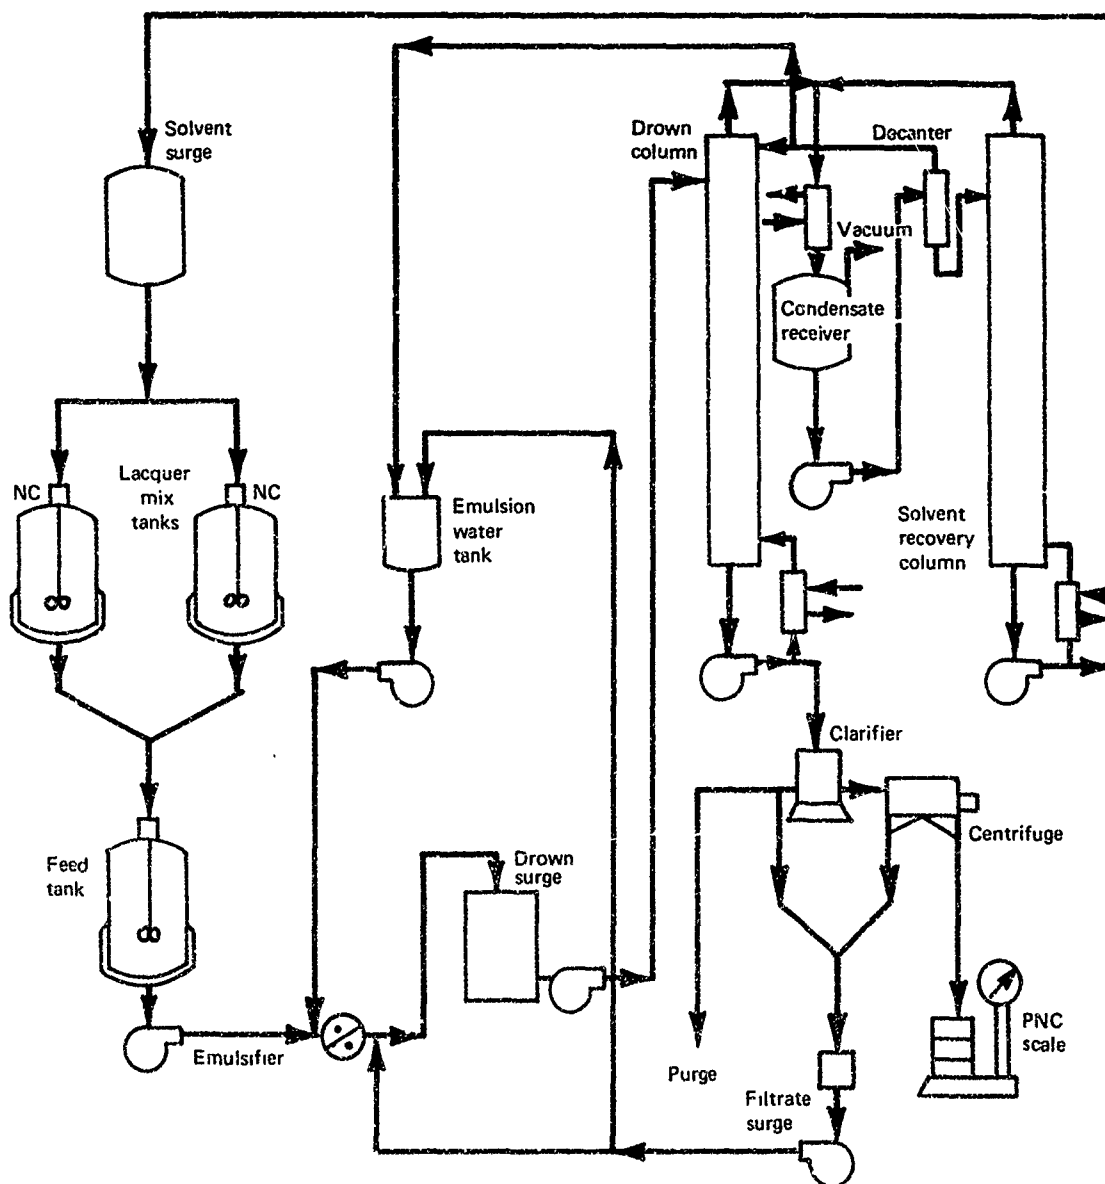 Solvent
surge
Drown
column
Decanter
Vacuum
Condensate
receiver
NC
Lacquer
mix
tanks
NC
Emulsion
water
tank
Solvent
recovery
column
Clarifier
Centrifuge
Feed
tank
Drown
surge
Emulsifier
Purge
PNC
scale
Filtrate
surge